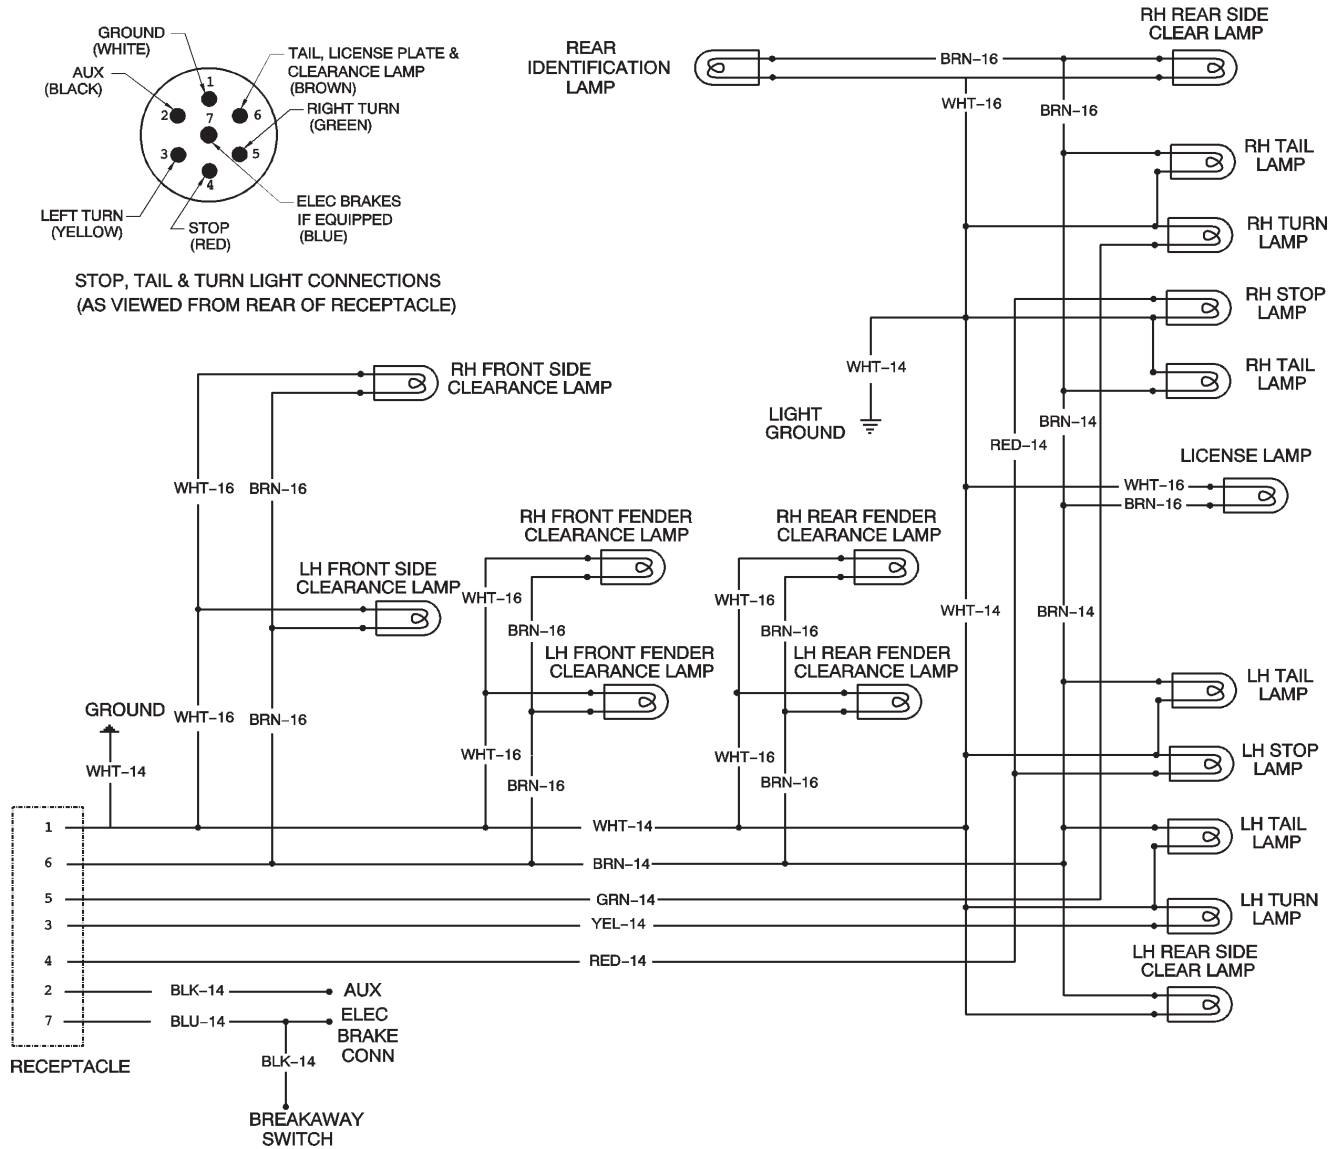 GROUND
(WHITE)
AUX
(BLACK)
TAIL, LICENSE PLATE &
CLEARANCE LAMP
(BROWN)
RIGHT TURN
(GREEN)
1
2
7
6
3
5
4
LEFT TURN
(YELLOW)
STOP
(RED)
ELEC BRAKES
IF EQUIPPED
(BLUE)
STOP, TAIL & TURN LIGHT CONNECTIONS
(AS VIEWED FROM REAR OF RECEPTACLE)
REAR
IDENTIFICATION
LAMP
RH REAR SIDE
CLEAR LAMP
BRN-16
WHT-16
BRN-16
RH TAIL
LAMP
RH TURN
LAMP
RH STOP
LAMP
RH TAIL
LAMP
WHT-14
LIGHT
GROUND
BRN-14
RED-14
LICENSE LAMP
WHT-16
BRN-16
RH FRONT SIDE
CLEARANCE LAMP
WHT-16
BRN-16
LH FRONT SIDE
CLEARANCE LAMP
RH FRONT FENDER
CLEARANCE LAMP
WHT-16
BRN-16
LH FRONT FENDER
CLEARANCE LAMP
RH REAR FENDER
CLEARANCE LAMP
WHT-16
BRN-16
LH REAR FENDER
CLEARANCE LAMP
WHT-14
BRN-14
LH TAIL
LAMP
LH STOP
LAMP
LH TAIL
LAMP
LH TURN
LAMP
LH REAR SIDE
CLEAR LAMP
GROUND
WHT-14
WHT-16
BRN-16
WHT-16
BRN-16
WHT-16
BRN-16
1
WHT-14
6
BRN-14
5
GRN-14
3
YEL-14
4
RED-14
2
BLK-14
AUX
7
BLU-14
ELEC
BRAKE
CONN
RECEPTACLE
BLK-14
BREAKAWAY
SWITCH